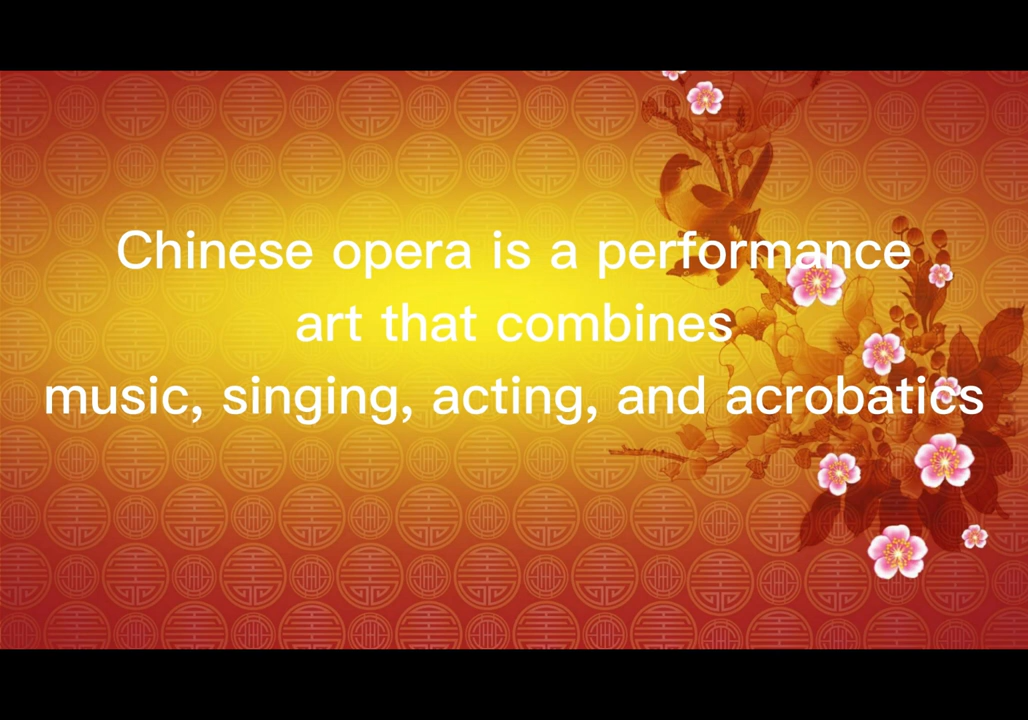 Chinese opera is a performance
art that combines
music, singing, acting, and acrobatics